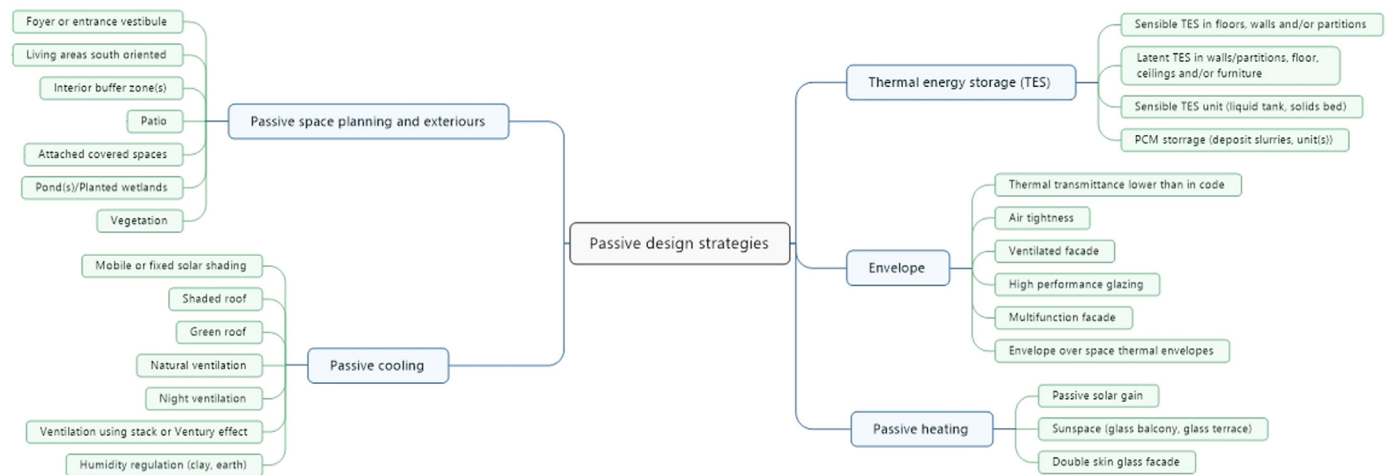 Passive design strategies
Passive space planning and exteriours
Foyer or entrance vestibule
Living areas south oriented
Interior buffer zone(s)
Patio
Attached covered spaces
Pond(s)/Planted wetlands
Vegetation
Passive cooling
Mobile or fixed solar shading
Shaded roof
Green roof
Natural ventilation
Night ventilation
Ventilation using stack or Ventury effect
Humidity regulation (clay, earth)
Thermal energy storage (TES)
Sensible TES in floors, walls and/or partitions
Latent TES in walls/partitions, floor,
ceilings and/or furniture
Sensible TES unit (liquid tank, solids bed)
PCM storrage (deposit slurries, unit(s))
Envelope
Thermal transmittance lower than in code
Air tightness
Ventilated facade
High performance glazing
Multifunction facade
Envelope over space thermal envelopes
Passive heating
Passive solar gain
Sunspace (glass balcony, glass terrace)
Double skin glass facade